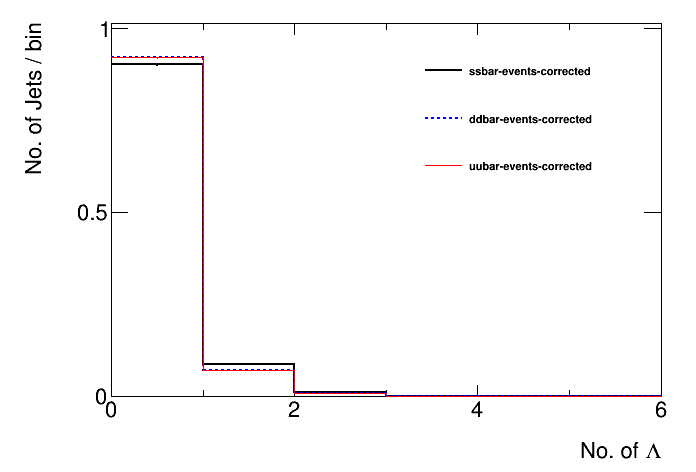 No. of Jets / bin
1
0.5
0
ssbar-events-corrected
ddbar-events-corrected
uubar-events-corrected
0 2 4 6
No. of Λ